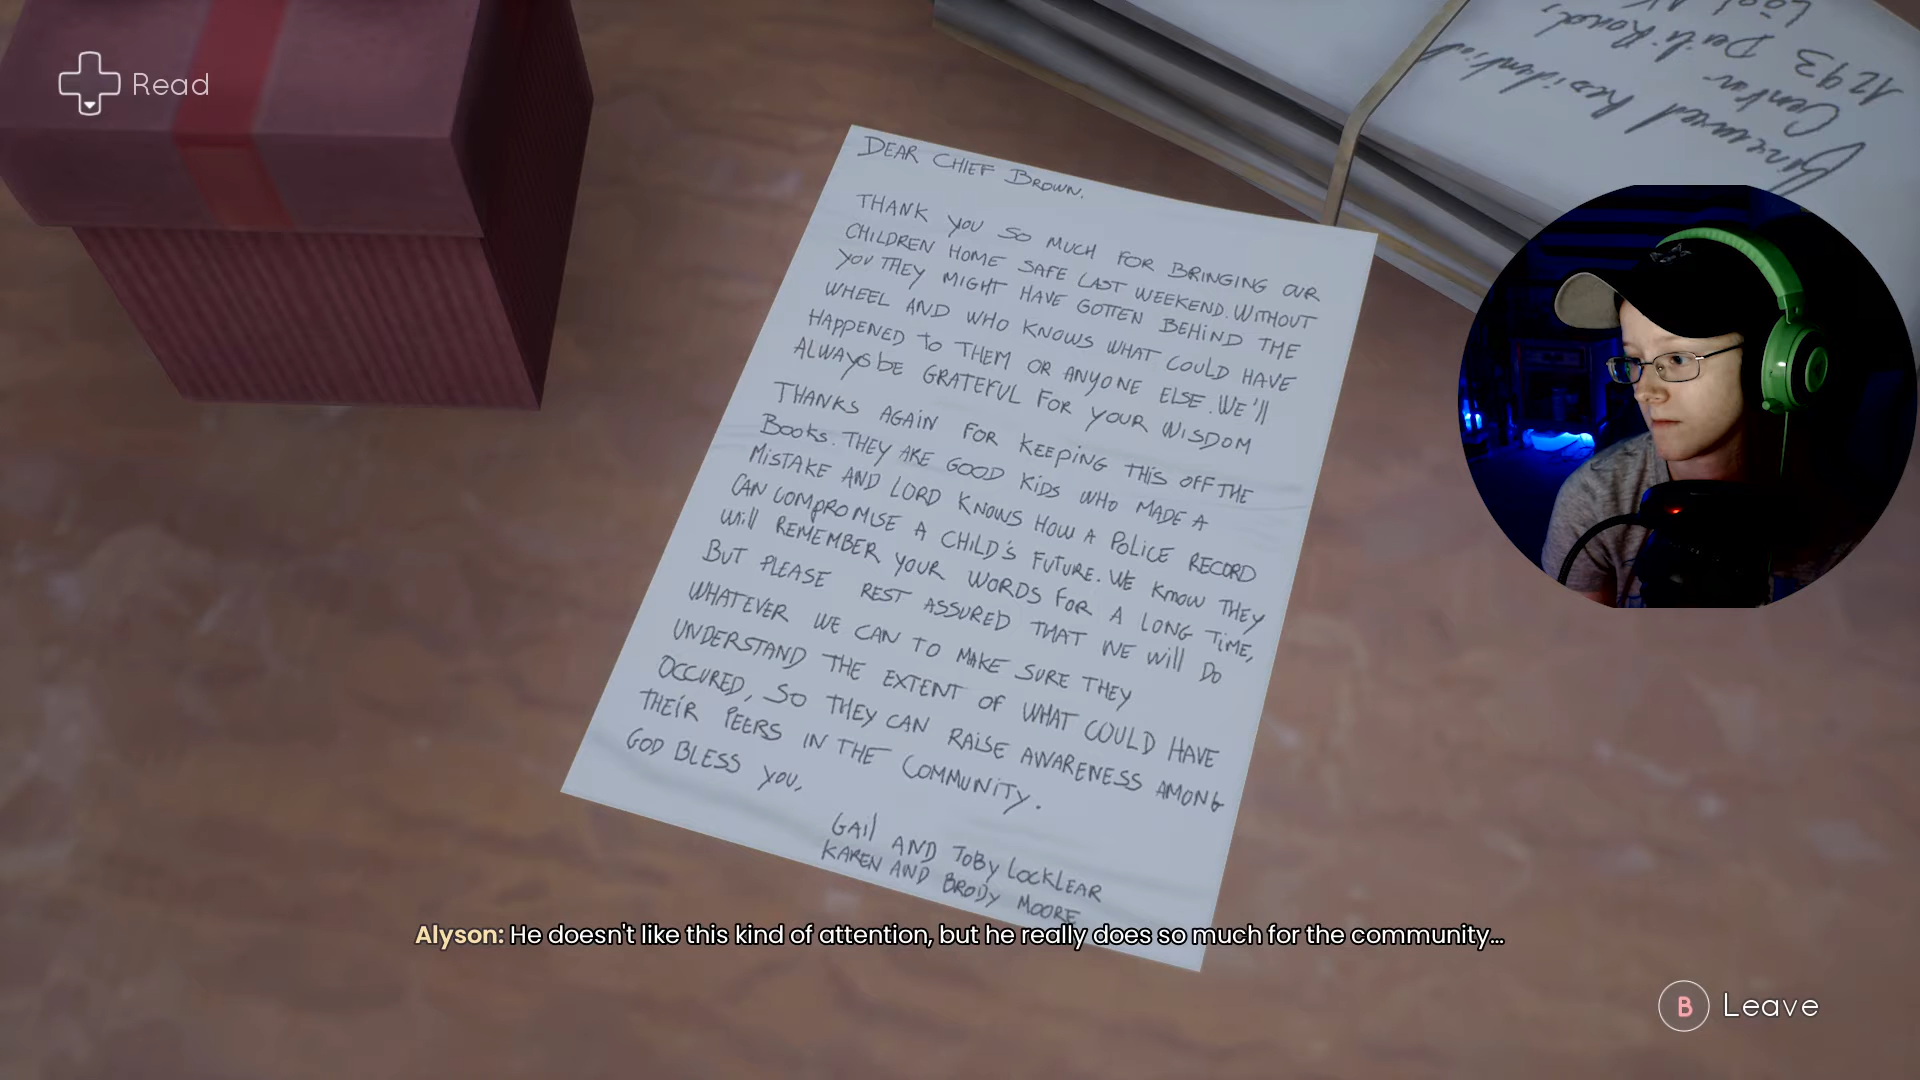 Read
Fireweed Residential
Center
1293 Deili Road,
DEAR CHIEF BROWN.
THANK YOU SO MUCH FOR BRINGING OUR
CHILDREN HOME SAFE LAST WEEKEND. WITHOUT
YOU THEY MIGHT HAVE GOTTEN BEHIND THE
WHEEL AND WHO KNOWS WHAT COULD HAVE
HAPPENED TO THEM OR ANYONE ELSE. WE'll
ALWAYS bE GRATEFUL FOR YOUR WISDOM
THANKS AGAIN FOR KEEPING THIS OFF THE
BOOKS. THEY ARE GOOD KIDS WHO MADE A
MISTAKE AND LORD KNOWS HOW A POLICE RECORD
CAN COMPROMISE A CHILD'S FUTURE. WE KNOW THEY
Will REMEMBER YOUR WORDS FOR A LONG TIME,
BUT PLEASE REST ASSURED THAT WE Will DO
WHATEVER WE CAN TO MAKE SURE THEY
UNDERSTAND THE EXTENT OF WHAT COULD HAVE
OCCURED, SO THEY CAN RAISE AWARENESS AMONG
THEIR PEERS IN THE COMMUNITY.
GOD BLESS YOU,
GAIl AND TOBY LOCKLEAR
KAREN AND BRODY MOORE
Alyson: He doesn't like this kind of attention, but he really does so much for the community...
B Leave